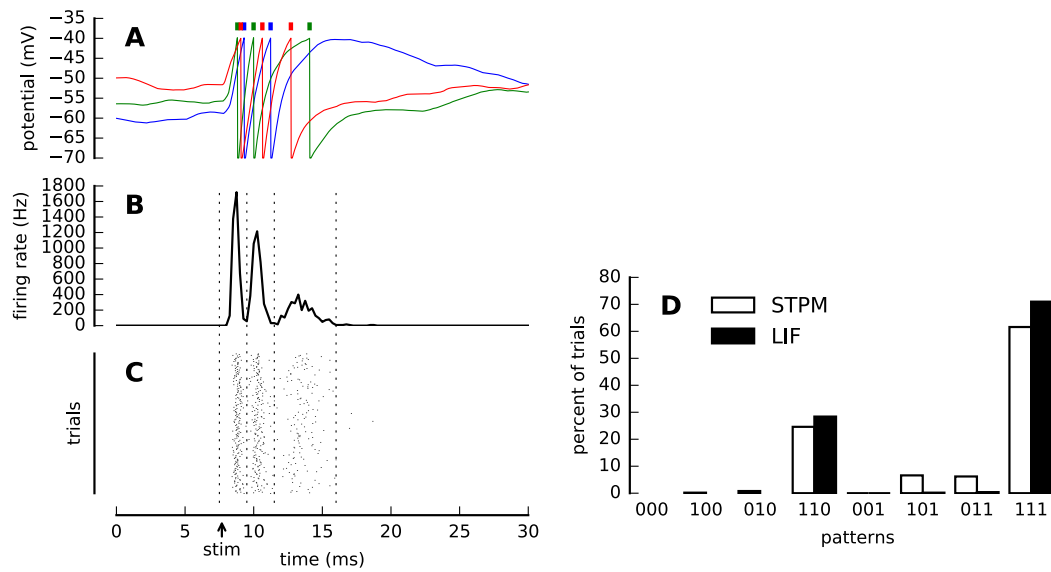 A
potential (mV)
−35
−40
−45
−50
−55
−60
−65
−70
B
firing rate (Hz)
1800
1600
1400
1200
1000
800
600
400
200
0
C
trials
0 5 10 15 20 25 30
stim
time (ms)
D
STPM
LIF
percent of trials
80
70
60
50
40
30
20
10
0
000 100 010 110 001 101 011 111
patterns